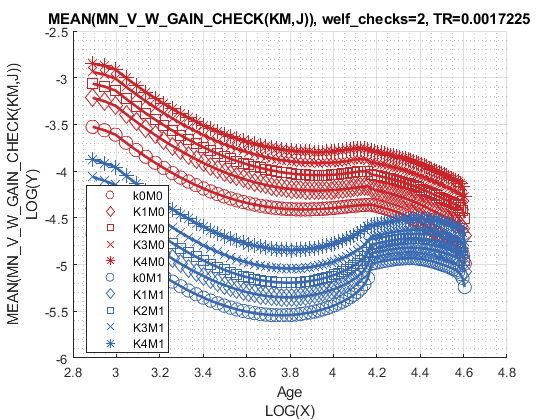 MEAN(MN_V_W_GAIN_CHECK(KM,J)), welf_checks=2, TR=0.0017225
MEAN(MN_V_W_GAIN_CHECK(KM,J))
LOG(Y)
-2.5
-3
-3.5
-4
-4.5
-5
-5.5
-6
k0M0
K1M0
K2M0
K3M0
K4M0
k0M1
K1M1
K2M1
K3M1
K4M1
2.8 3 3.2 3.4 3.6 3.8 4 4.2 4.4 4.6 4.8
Age
LOG(X)